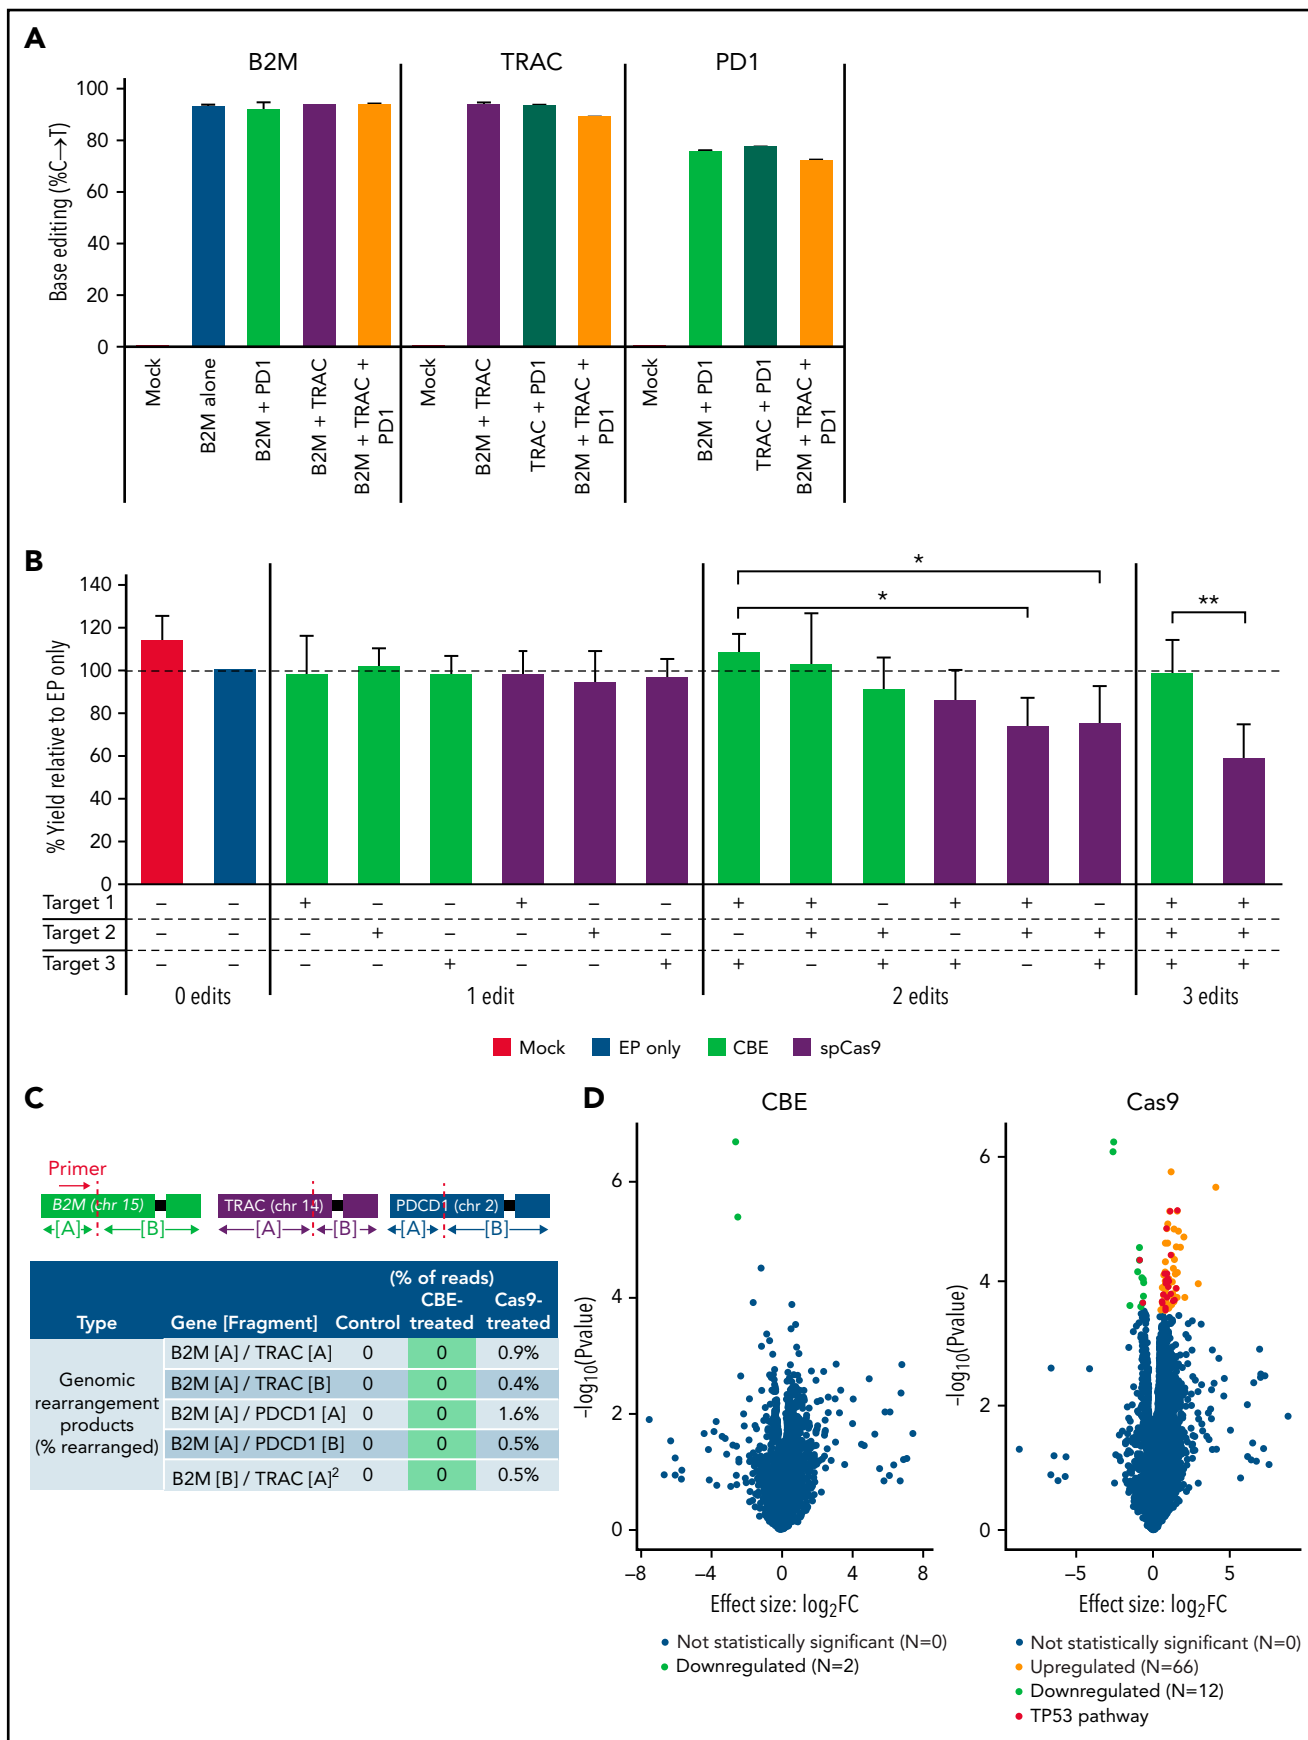 A
B2M
TRAC
PD1
Base editing (%C→T)
100
80
60
40
20
0
Mock
B2M alone
B2M + PD1
B2M + TRAC
B2M + TRAC +
PD1
Mock
B2M + TRAC
TRAC + PD1
B2M + TRAC +
PD1
Mock
B2M + PD1
TRAC + PD1
B2M + TRAC +
PD1
B
% Yield relative to EP only
140
120
100
80
60
40
20
0
*
*
**
Target 1 – – + – – + – – + + – + + – + +
Target 2 – – – + – – + – – + + – + + + +
Target 3 – – – – + – – + + – + + – + + +
0 edits 1 edit 2 edits 3 edits
Mock EP only CBE spCas9
C
Primer
B2M (chr 15) TRAC (chr 14) PDCD1 (chr 2)
[A] [B] [A] [B] [A] [B]
(% of reads)
CBE- Cas9-
Type Gene [Fragment] Control treated treated
B2M [A] / TRAC [A] 0 0 0.9%
B2M [A] / TRAC [B] 0 0 0.4%
B2M [A] / PDCD1 [A] 0 0 1.6%
B2M [A] / PDCD1 [B] 0 0 0.5%
B2M [B] / TRAC [A]² 0 0 0.5%
Genomic
rearrangement
products
(% rearranged)
D
CBE
–log₁₀(Pvalue)
6
4
2
0
–8 –4 0 4 8
Effect size: log₂FC
Not statistically significant (N=0)
Downregulated (N=2)
Cas9
–log₁₀(Pvalue)
6
4
2
0
–5 0 5
Effect size: log₂FC
Not statistically significant (N=0)
Upregulated (N=66)
Downregulated (N=12)
TP53 pathway